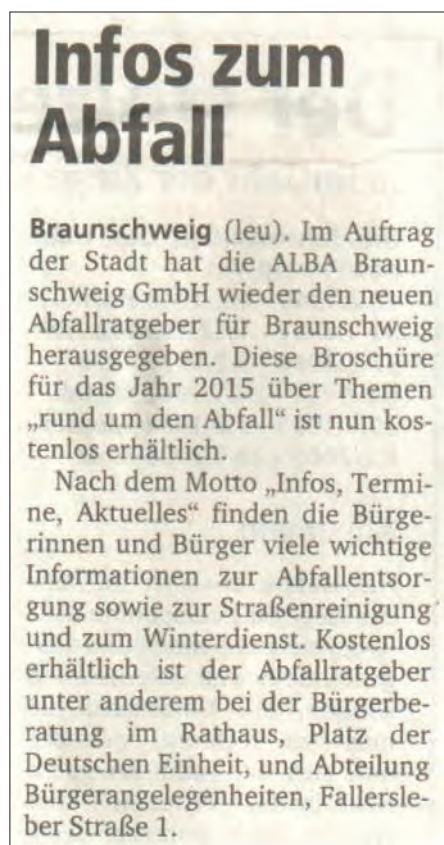 Infos zum
Abfall
Braunschweig (leu). Im Auftrag
der Stadt hat die ALBA Braun-
schweig GmbH wieder den neuen
Abfallratgeber für Braunschweig
herausgegeben. Diese Broschüre
für das Jahr 2015 über Themen
„rund um den Abfall“ ist nun kos-
tenlos erhältlich.
Nach dem Motto „Infos, Termi-
ne, Aktuelles“ finden die Bürge-
rinnen und Bürger viele wichtige
Informationen zur Abfallentsor-
gung sowie zur Straßenreinigung
und zum Winterdienst. Kostenlos
erhältlich ist der Abfallratgeber
unter anderem bei der Bürgerbe-
ratung im Rathaus, Platz der
Deutschen Einheit, und Abteilung
Bürgerangelegenheiten, Fallersle-
ber Straße 1.